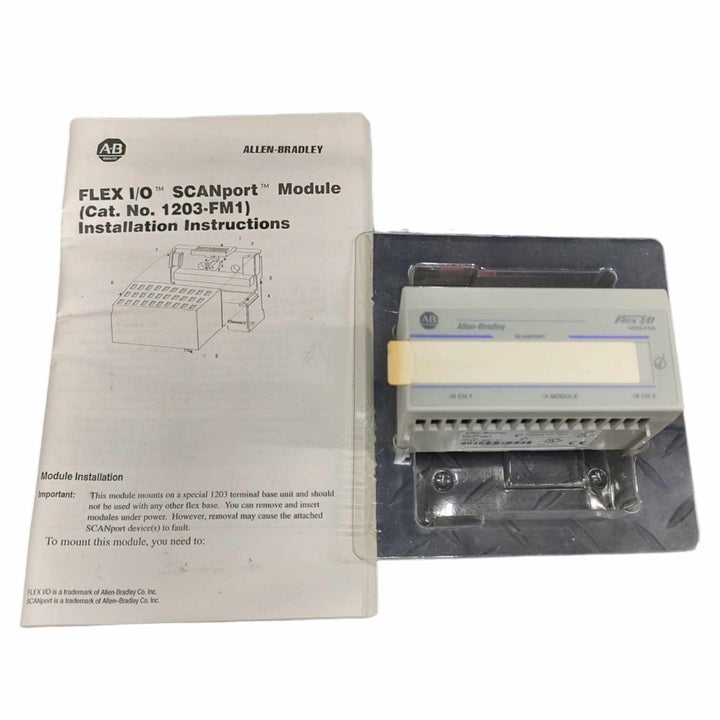 AB
ALLEN-BRADLEY
FLEX I/O™ SCANport™ Module
(Cat. No. 1203-FM1)
Installation Instructions
Module Installation
Important: This module mounts on a special 1203 terminal base unit and should
not be used with any other flex base. You can remove and insert
modules under power. However, removal may cause the attached
SCANport device(s) to fault.
To mount this module, you need to:
FLEX I/O is a trademark of Allen-Bradley Co. Inc.
SCANport is a trademark of Allen-Bradley Co. Inc.
AB
Allen-Bradley
Flex I/O
1203-FM1
SCANPORT
CH 1
MODULE
CH 2